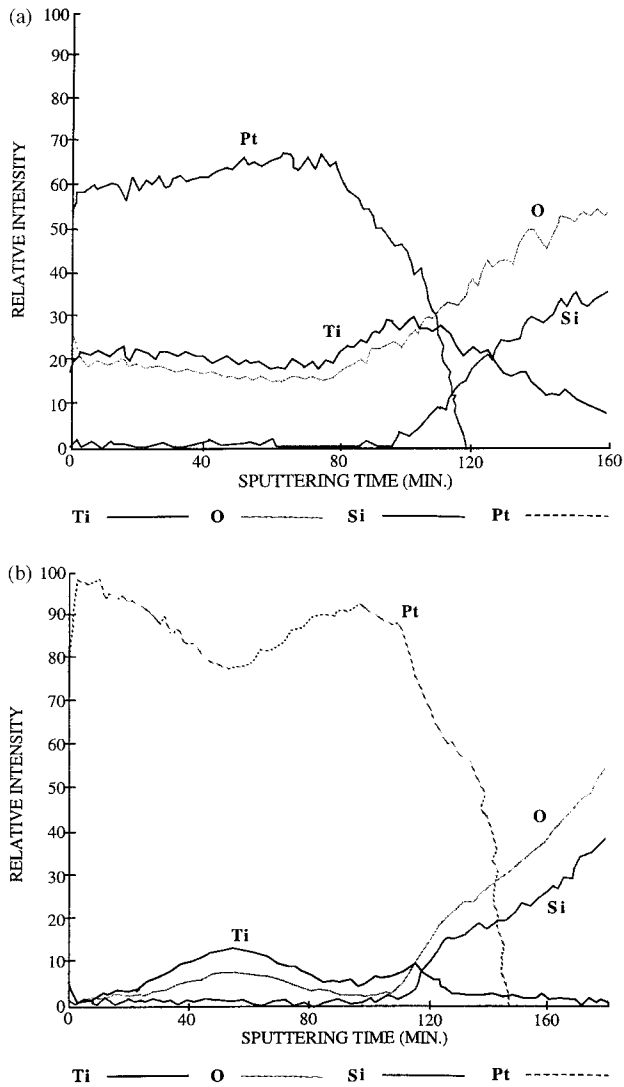 (a)
100
90
80
70
60
50
40
30
20
10
0
RELATIVE INTENSITY
Pt
O
Ti
Si
0 40 80 120 160
SPUTTERING TIME (MIN.)
Ti O Si Pt
(b)
100
90
80
70
60
50
40
30
20
10
0
RELATIVE INTENSITY
Pt
O
Si
Ti
0 40 80 120 160
SPUTTERING TIME (MIN.)
Ti O Si Pt